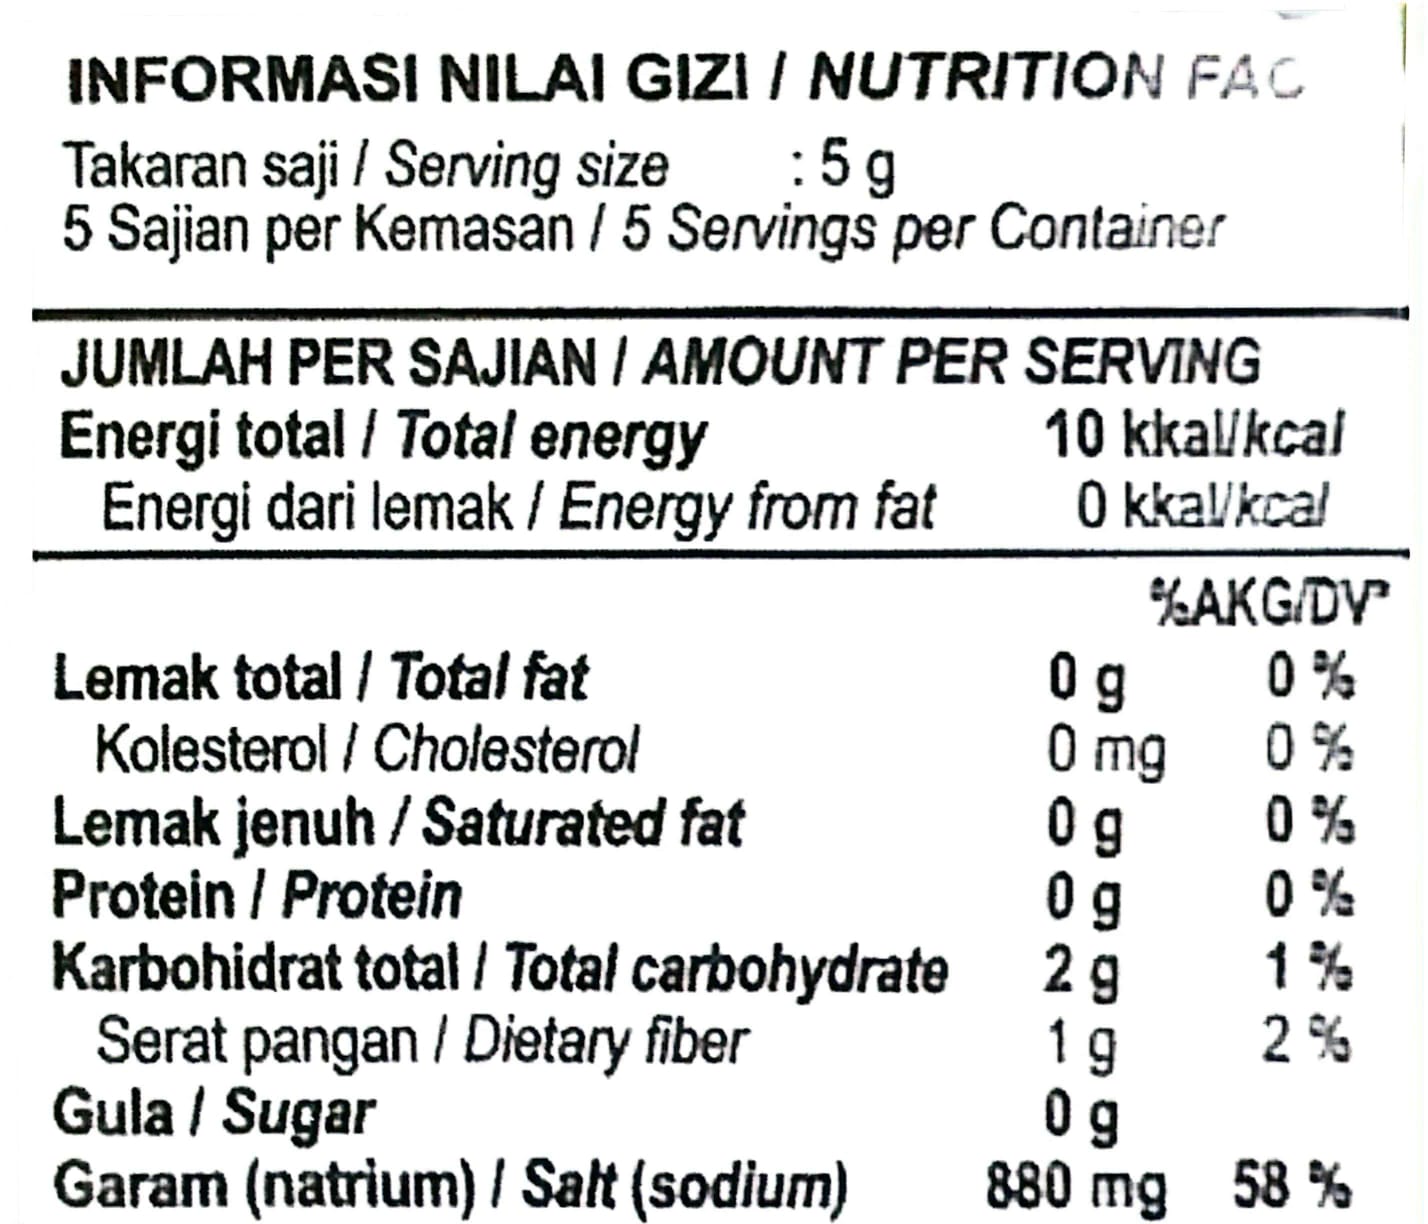 INFORMASI NILAI GIZI / NUTRITION FAC
Takaran saji / Serving size : 5 g
5 Sajian per Kemasan / 5 Servings per Container
JUMLAH PER SAJIAN / AMOUNT PER SERVING
Energi total / Total energy 10 kkal/kcal
Energi dari lemak / Energy from fat 0 kkal/kcal
%AKG/DV*
Lemak total / Total fat 0 g 0 %
Kolesterol / Cholesterol 0 mg 0 %
Lemak jenuh / Saturated fat 0 g 0 %
Protein / Protein 0 g 0 %
Karbohidrat total / Total carbohydrate 2 g 1 %
Serat pangan / Dietary fiber 1 g 2 %
Gula / Sugar 0 g
Garam (natrium) / Salt (sodium) 880 mg 58 %